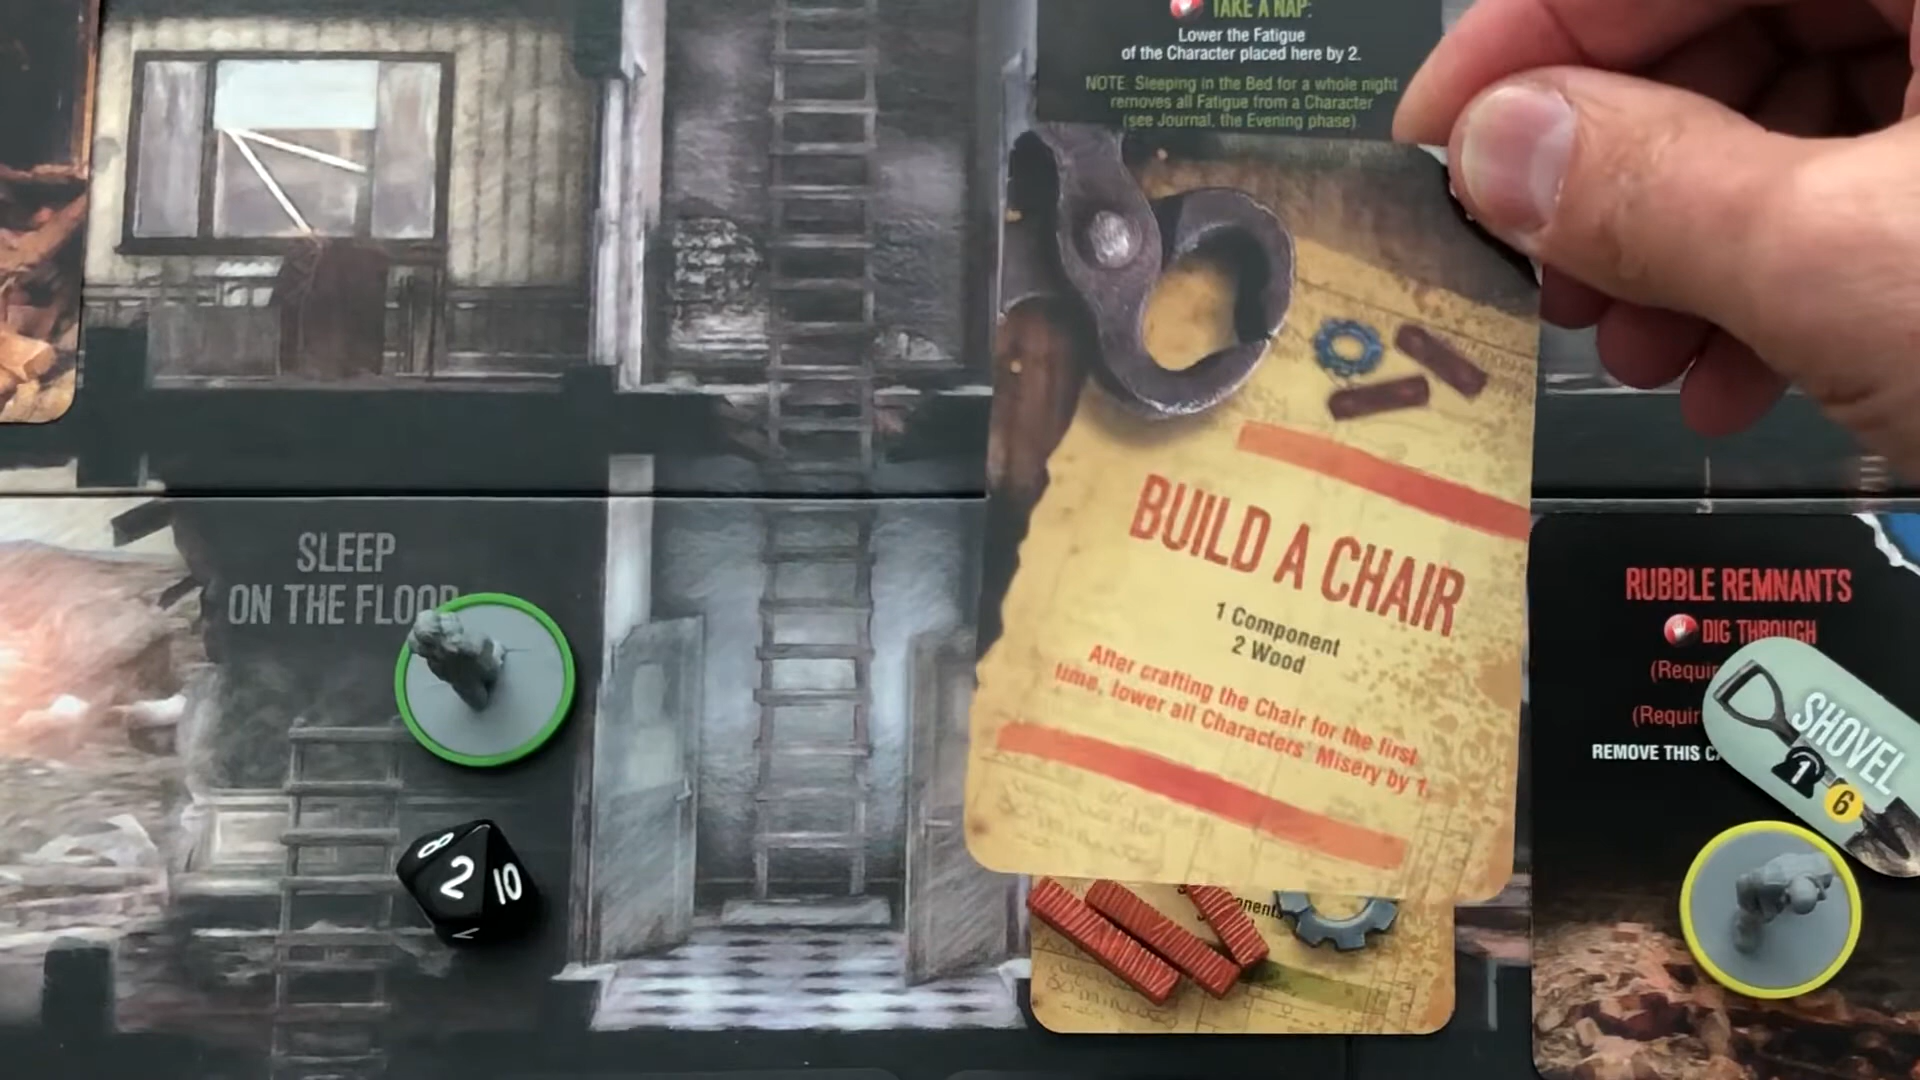 TAKE A NAP:
Lower the Fatigue
of the Character placed here by 2.
NOTE: Sleeping in the Bed for a whole night
removes all Fatigue from a Character
(see Journal, the Evening phase).
BUILD A CHAIR
1 Component
2 Wood
After crafting the Chair for the first
time, lower all Characters' Misery by 1.
SLEEP
ON THE FLOOR
8
2
10
RUBBLE REMNANTS
DIG THROUGH
REMOVE THIS
SHOVEL
1
6